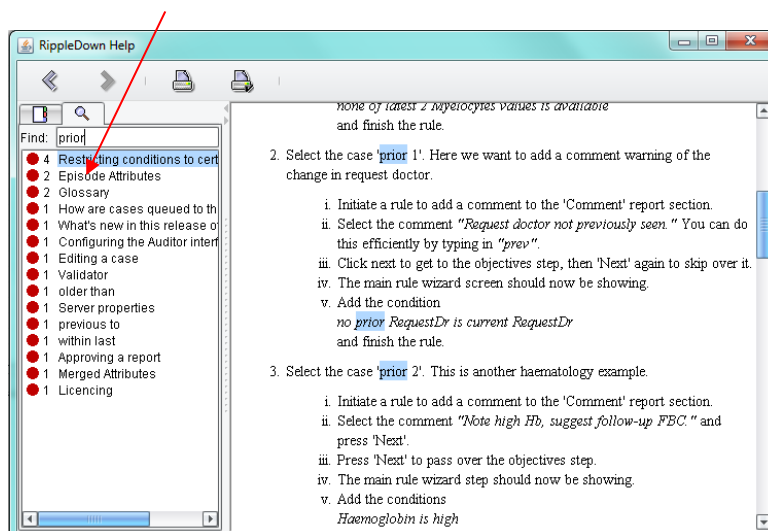 RippleDown Help
Find: prior
4 Restricting conditions to cert
2 Episode Attributes
2 Glossary
1 How are cases queued to th
1 What's new in this release o
1 Configuring the Auditor interf
1 Editing a case
1 Validator
1 older than
1 Server properties
1 previous to
1 within last
1 Approving a report
1 Merged Attributes
1 Licencing
none of latest 2 Myelocytes values is available
and finish the rule.
2. Select the case 'prior 1'. Here we want to add a comment warning of the
change in request doctor.
i. Initiate a rule to add a comment to the 'Comment' report section.
ii. Select the comment "Request doctor not previously seen." You can do
this efficiently by typing in "prev".
iii. Click next to get to the objectives step, then 'Next' again to skip over it.
iv. The main rule wizard screen should now be showing.
v. Add the condition
no prior RequestDr is current RequestDr
and finish the rule.
3. Select the case 'prior 2'. This is another haematology example.
i. Initiate a rule to add a comment to the 'Comment' report section.
ii. Select the comment "Note high Hb, suggest follow-up FBC." and
press 'Next'.
iii. Press 'Next' to pass over the objectives step.
iv. The main rule wizard step should now be showing.
v. Add the conditions
Haemoglobin is high